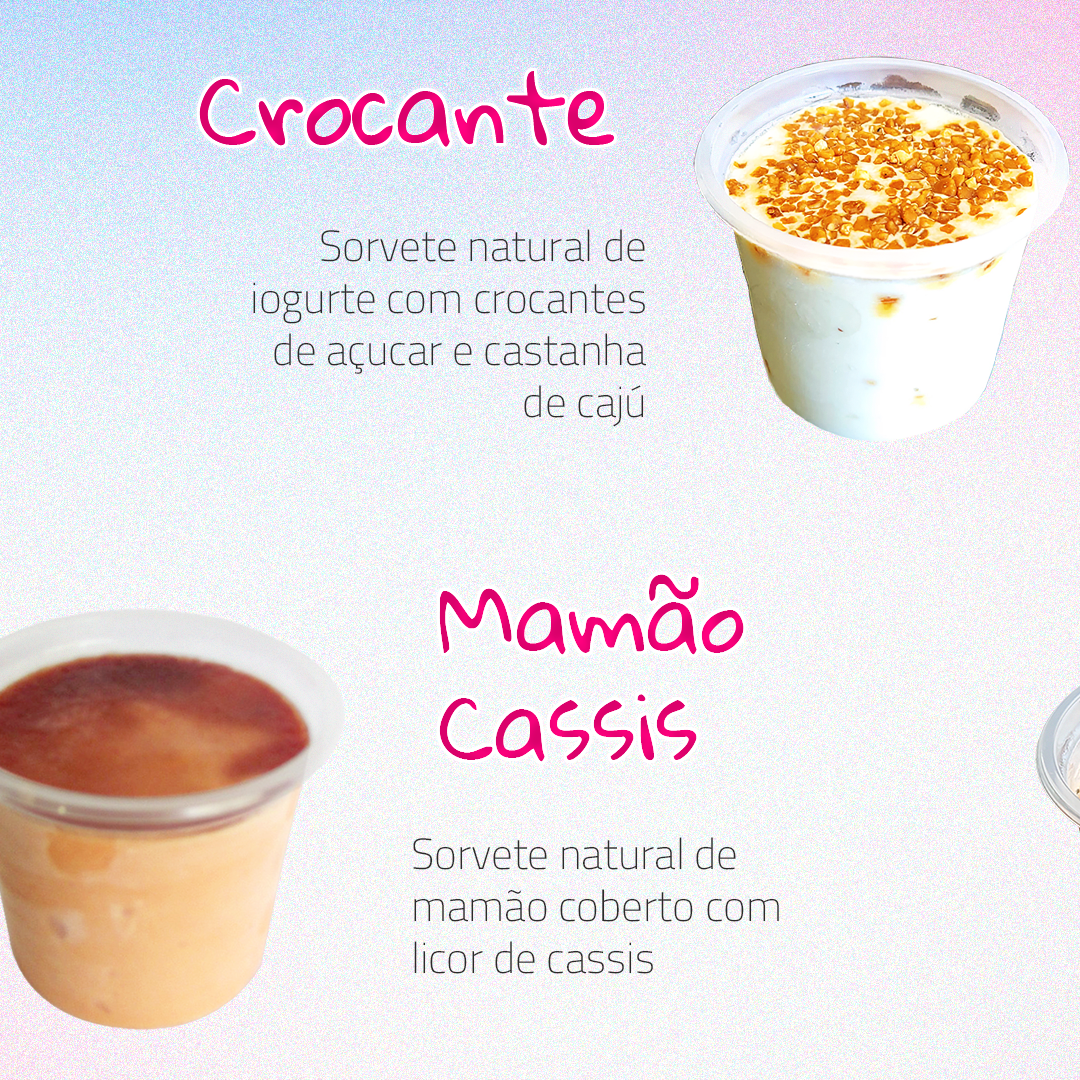 Crocante
Sorvete natural de
iogurte com crocantes
de açucar e castanha
de cajú
Mamão
Cassis
Sorvete natural de
mamão coberto com
licor de cassis